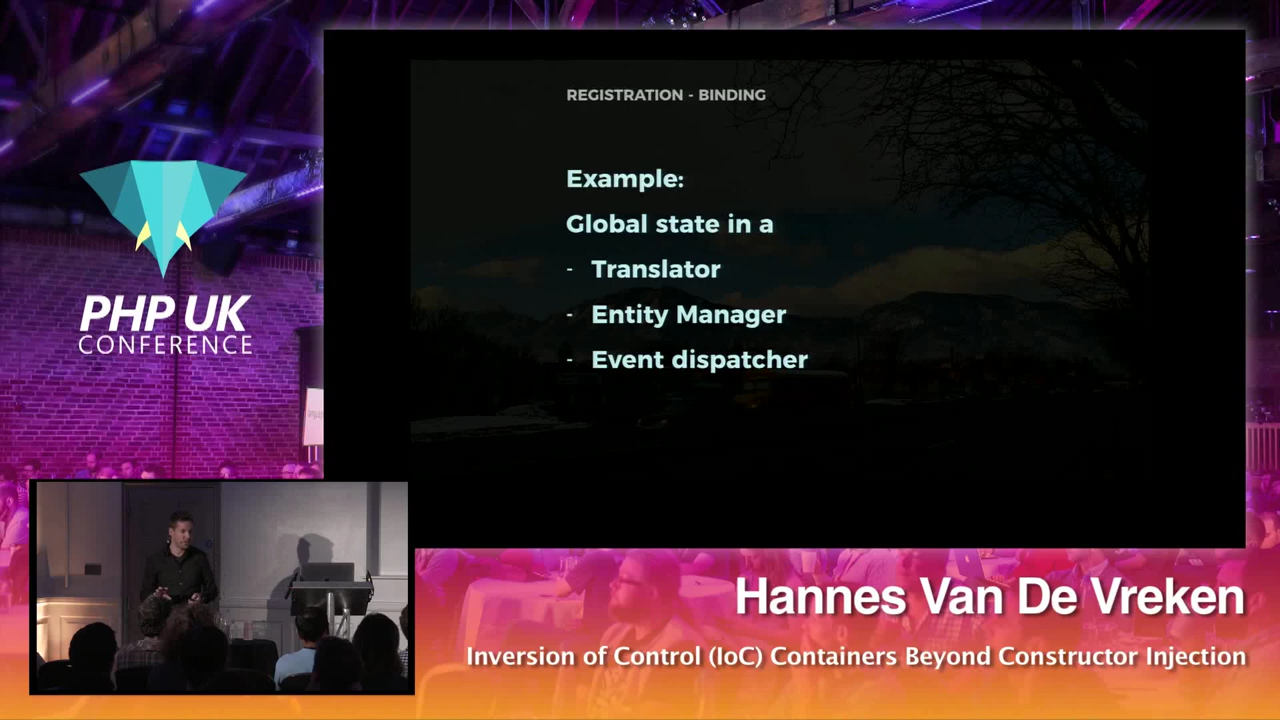 REGISTRATION - BINDING
Example:
Global state in a
- Translator
- Entity Manager
- Event dispatcher
PHP UK
CONFERENCE
Hannes Van De Vreken
Inversion of Control (IoC) Containers Beyond Constructor Injection